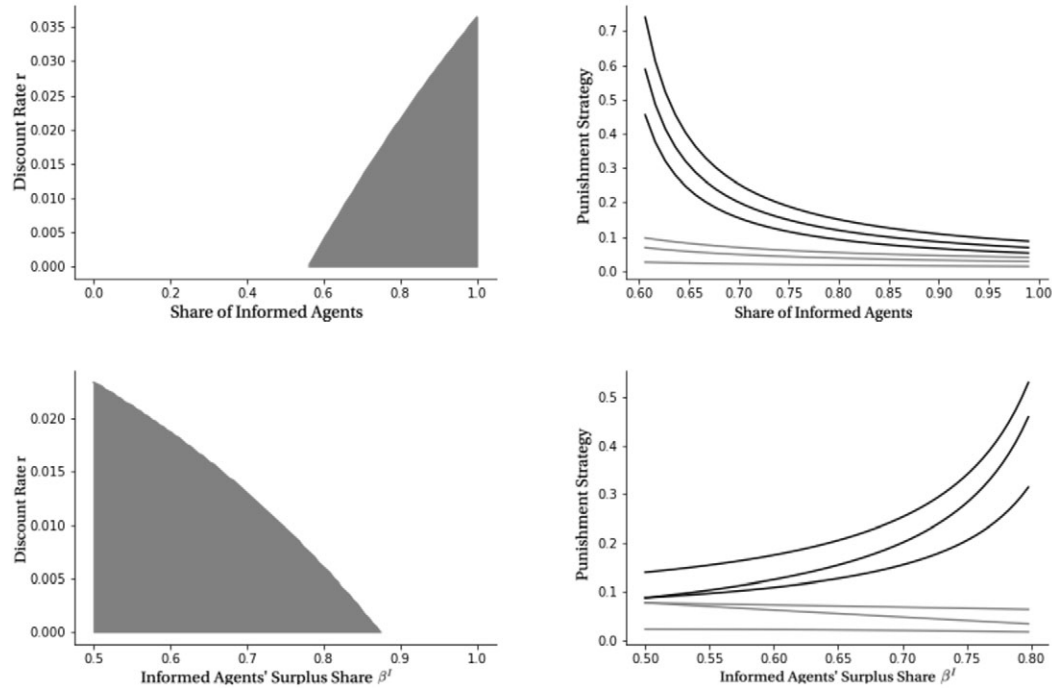 0.035
0.030
0.025
0.020
0.015
0.010
0.005
0.000
Discount Rate r
0.0 0.2 0.4 0.6 0.8 1.0
Share of Informed Agents
0.7
0.6
0.5
0.4
0.3
0.2
0.1
0.0
Punishment Strategy
0.60 0.65 0.70 0.75 0.80 0.85 0.90 0.95 1.00
Share of Informed Agents
0.020
0.015
0.010
0.005
0.000
Discount Rate r
0.5 0.6 0.7 0.8 0.9 1.0
Informed Agents' Surplus Share βᴵ
0.5
0.4
0.3
0.2
0.1
0.0
Punishment Strategy
0.50 0.55 0.60 0.65 0.70 0.75 0.80
Informed Agents' Surplus Share βᴵ